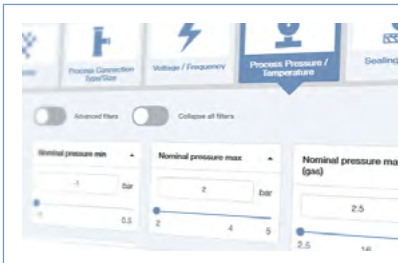 Process Connection
Type/Size
Voltage / Frequency
Process Pressure /
Temperature
Sealing
Advanced filters
Collapse all filters
Nominal pressure min
-1
bar
-1
0.5
Nominal pressure max
2
bar
2
4
5
Nominal pressure ma
(gas)
2.5
2.5
16